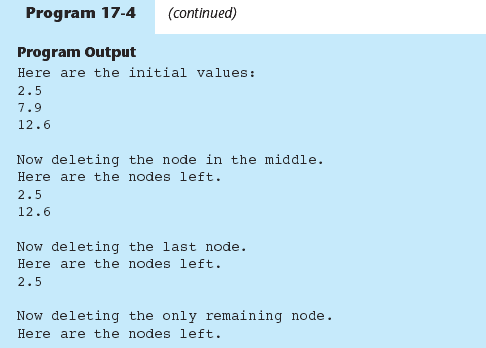 Program 17-4 (continued)
Program Output
Here are the initial values:
2.5
7.9
12.6
Now deleting the node in the middle.
Here are the nodes left.
2.5
12.6
Now deleting the last node.
Here are the nodes left.
2.5
Now deleting the only remaining node.
Here are the nodes left.